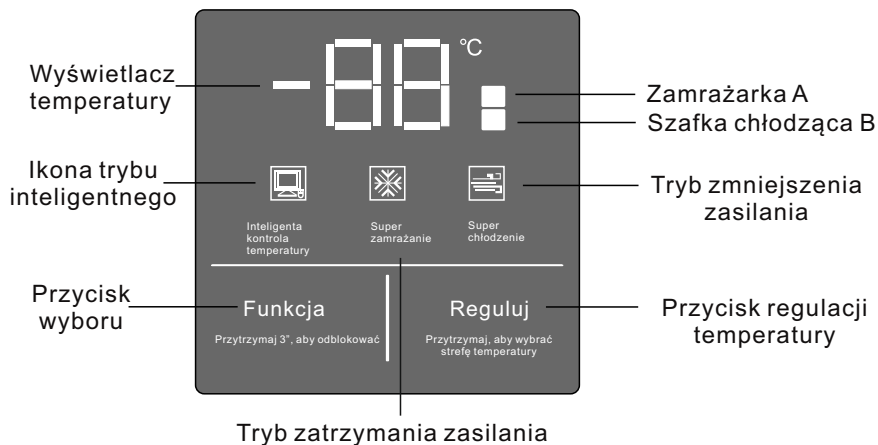 -88 °C
Wyświetlacz
temperatury
Zamrażarka A
Szafka chłodząca B
Ikona trybu
inteligentnego
Tryb zmniejszenia
zasilania
Inteligenta
kontrola
temperatury
Super
zamrażanie
Super
chłodzenie
Przycisk
wyboru
Funkcja
Przytrzymaj 3”, aby odblokować
Reguluj
Przytrzymaj, aby wybrać
strefę temperatury
Przycisk regulacji
temperatury
Tryb zatrzymania zasilania